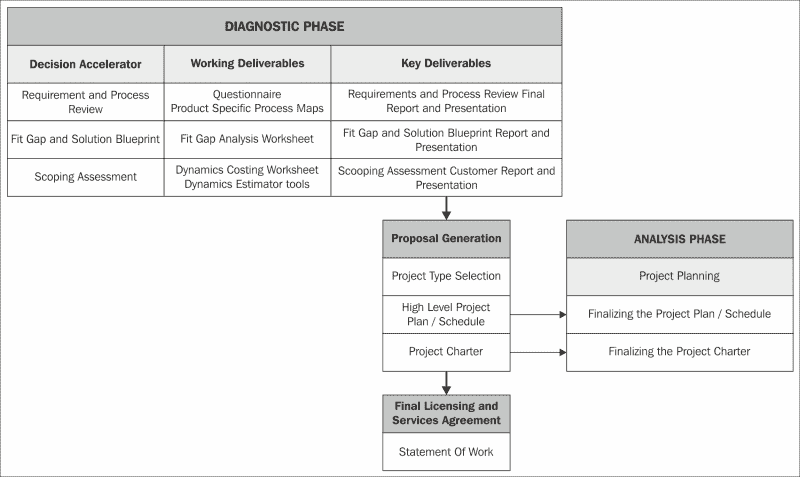 DIAGNOSTIC PHASE
Decision Accelerator
Working Deliverables
Key Deliverables
Requirement and Process
Review
Questionnaire
Product Specific Process Maps
Requirements and Process Review Final
Report and Presentation
Fit Gap and Solution Blueprint
Fit Gap Analysis Worksheet
Fit Gap and Solution Blueprint Report and
Presentation
Scoping Assessment
Dynamics Costing Worksheet
Dynamics Estimator tools
Scooping Assessment Customer Report and
Presentation
Proposal Generation
Project Type Selection
High Level Project
Plan / Schedule
Project Charter
ANALYSIS PHASE
Project Planning
Finalizing the Project Plan / Schedule
Finalizing the Project Charter
Final Licensing and
Services Agreement
Statement Of Work